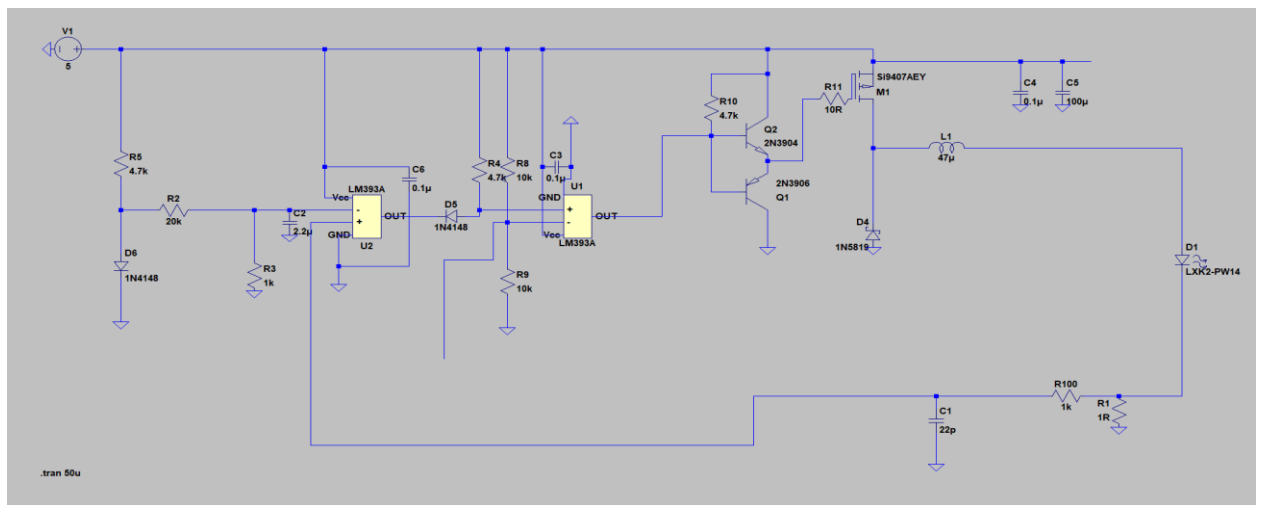 V1
5
R5
4.7k
D6
1N4148
R2
20k
R3
1k
C2
2.2µ
C6
0.1µ
LM393A
Vcc
-
+
GND
OUT
U2
D5
1N4148
R4
4.7k
R8
10k
R9
10k
C3
0.1µ
U1
GND
+
-
Vcc
OUT
LM393A
R10
4.7k
Q2
2N3904
2N3906
Q1
R11
10R
Si9407AEY
M1
C4
0.1µ
C5
100µ
L1
47µ
D4
1N5819
D1
LXK2-PW14
R100
1k
R1
1R
C1
22p
.tran 50u